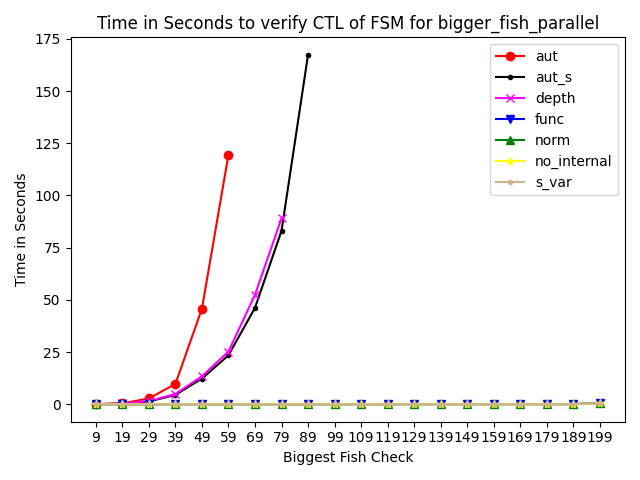 Time in Seconds to verify CTL of FSM for bigger_fish_parallel
175
150
125
100
75
50
25
0
Time in Seconds
aut
aut_s
depth
func
norm
no_internal
s_var
9 19 29 39 49 59 69 79 89 99 109 119 129 139 149 159 169 179 189 199
Biggest Fish Check